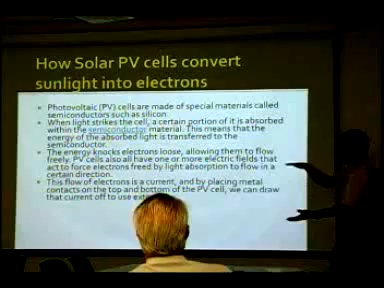 How Solar PV cells convert
sunlight into electrons
Photovoltaic (PV) cells are made of special materials called
semiconductors such as silicon
When light strikes the cell, a certain portion of it is absorbed
within the semiconductor material. This means that the
energy of the absorbed light is transferred to the
semiconductor.
The energy knocks electrons loose, allowing them to flow
freely. PV cells also all have one or more electric fields that
act to force electrons freed by light absorption to flow in a
certain direction.
This flow of electrons is a current, and by placing metal
contacts on the top and bottom of the PV cell, we can draw
that current off to use